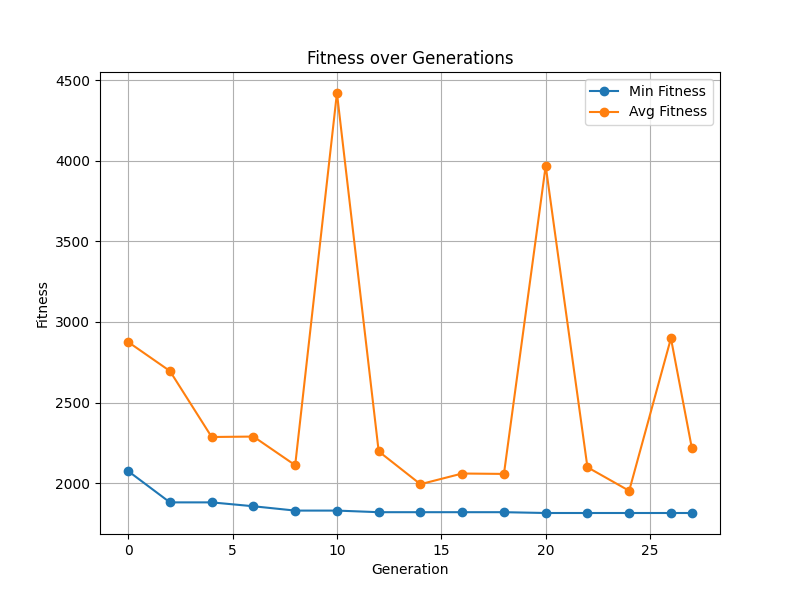 Fitness over Generations
Min Fitness
Avg Fitness
4500
4000
3500
3000
2500
2000
Fitness
0 5 10 15 20 25
Generation